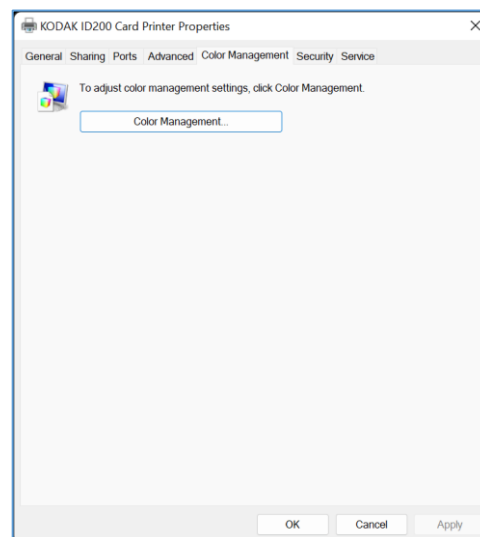 KODAK ID200 Card Printer Properties
General Sharing Ports Advanced Color Management Security Service
To adjust color management settings, click Color Management.
Color Management...
OK Cancel Apply